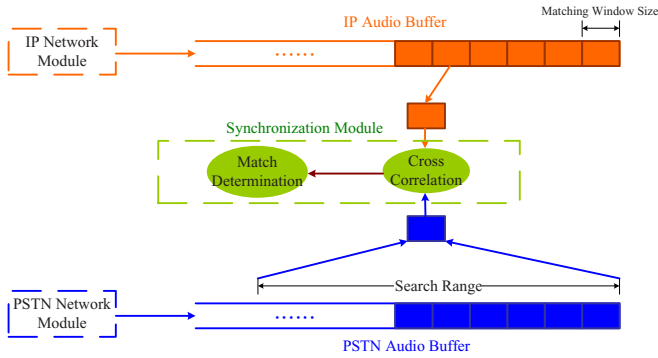 IP Audio Buffer
Matching Window Size
IP Network
Module
......
Synchronization Module
Match
Determination
Cross
Correlation
Search Range
PSTN Network
Module
......
PSTN Audio Buffer